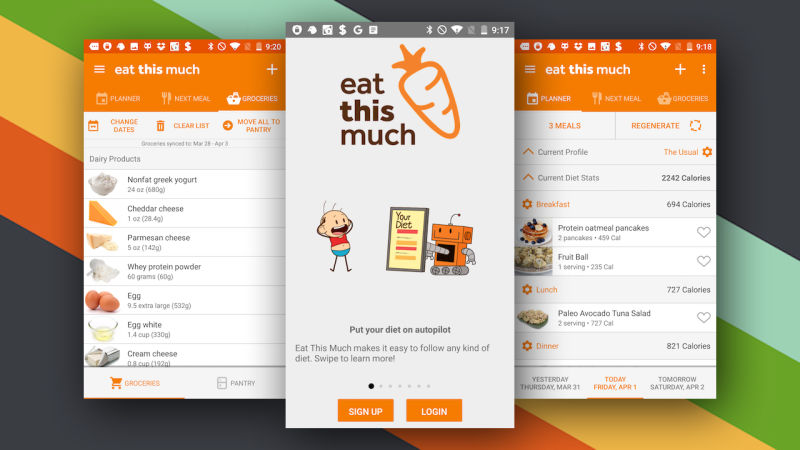 9:20
eat this much
PLANNER
NEXT MEAL
GROCERIES
CHANGE
DATES
CLEAR LIST
MOVE ALL TO
PANTRY
Groceries synced to: Mar 28 - Apr 3
Dairy Products
Nonfat greek yogurt
24 oz (680g)
Cheddar cheese
1 oz (28.4g)
Parmesan cheese
5 oz (142g)
Whey protein powder
60 grams (60g)
Egg
9.5 extra large (532g)
Egg white
1.4 cup (330g)
Cream cheese
0.8 cup (192g)
GROCERIES
PANTRY
9:17
eat
this
much
Your
Diet
Put your diet on autopilot
Eat This Much makes it easy to follow any kind of
diet. Swipe to learn more!
SIGN UP
LOGIN
9:18
eat this much
PLANNER
NEXT MEAL
GROCERIES
3 MEALS
REGENERATE
Current Profile
The Usual
Current Diet Stats
2242 Calories
Breakfast
694 Calories
Protein oatmeal pancakes
2 pancakes • 459 Cal
Fruit Ball
1 serving • 235 Cal
Lunch
727 Calories
Paleo Avocado Tuna Salad
2 serving • 727 Cal
Dinner
821 Calories
YESTERDAY
THURSDAY, MAR 31
TODAY
FRIDAY, APR 1
TOMORROW
SATURDAY, APR 2